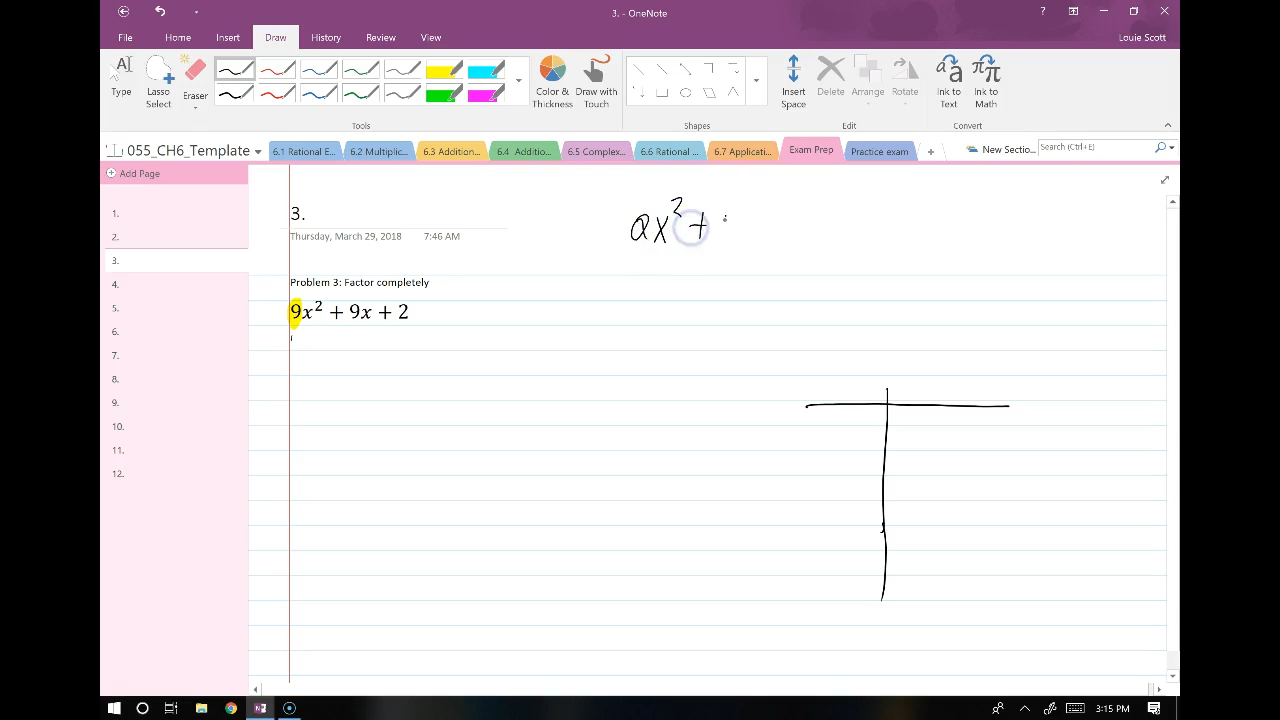 3. - OneNote
?
File Home Insert Draw History Review View
Louie Scott
Type
Lasso Select
Eraser
Color & Thickness
Draw with Touch
Insert Space
Delete
Arrange
Rotate
Ink to Text
Ink to Math
Tools
Shapes
Edit
Convert
055_CH6_Template
6.1 Rational E...
6.2 Multiplic...
6.3 Addition...
6.4 Additio...
6.5 Complex...
6.6 Rational ...
6.7 Applicati...
Exam Prep
Practice exam
New Sectio...
Search (Ctrl+E)
Add Page
1.
2.
3.
4.
5.
6.
7.
8.
9.
10.
11.
12.
3.
Thursday, March 29, 2018 7:46 AM
ax² +
Problem 3: Factor completely
9x² + 9x + 2
3:15 PM